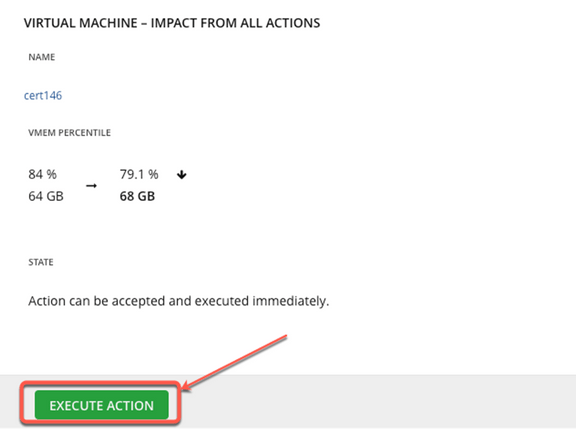 VIRTUAL MACHINE – IMPACT FROM ALL ACTIONS
NAME
cert146
VMEM PERCENTILE
84 % → 79.1 % ↓
64 GB 68 GB
STATE
Action can be accepted and executed immediately.
EXECUTE ACTION